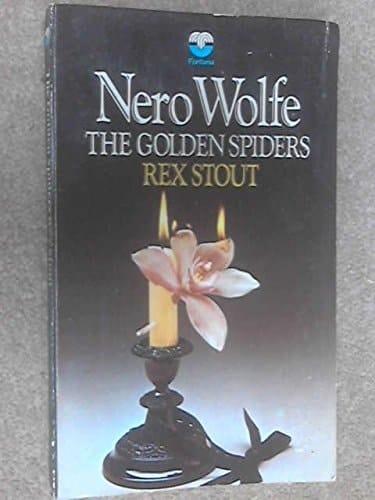 Fontana
Nero Wolfe
THE GOLDEN SPIDERS
REX STOUT